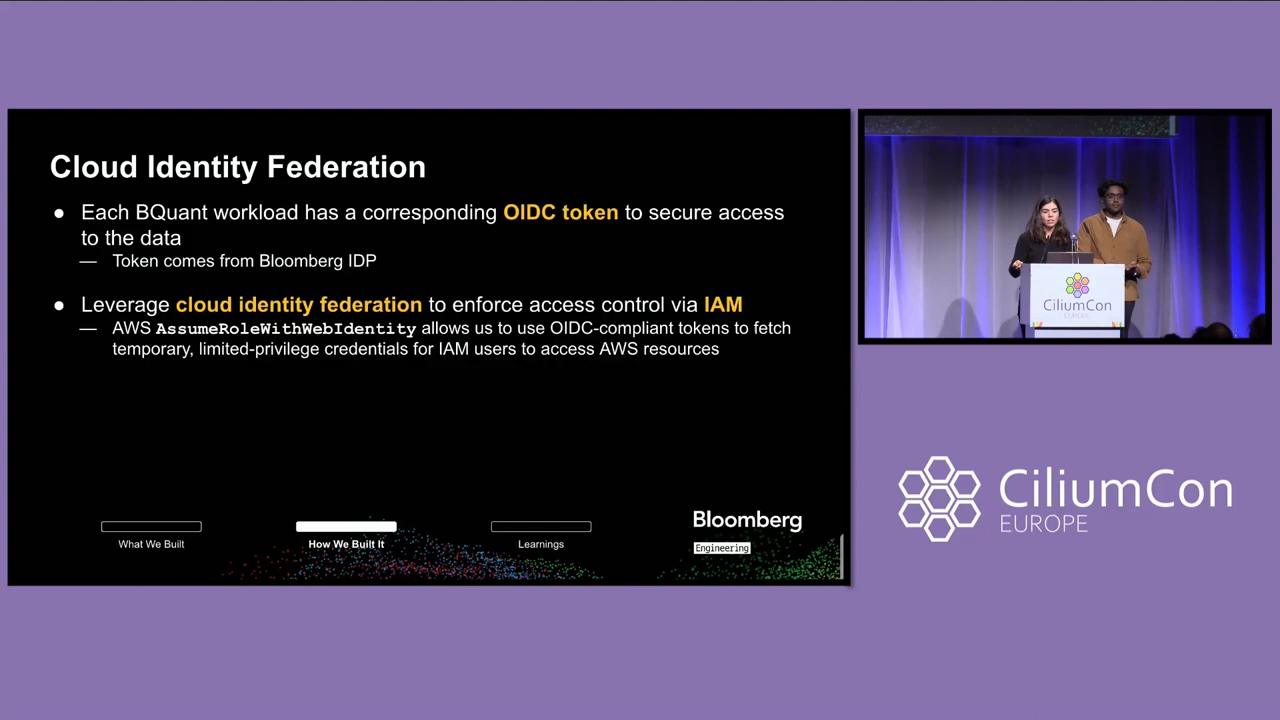 Cloud Identity Federation
● Each BQuant workload has a corresponding OIDC token to secure access
to the data
— Token comes from Bloomberg IDP
● Leverage cloud identity federation to enforce access control via IAM
— AWS AssumeRoleWithWebIdentity allows us to use OIDC-compliant tokens to fetch
temporary, limited-privilege credentials for IAM users to access AWS resources
What We Built
How We Built It
Learnings
Bloomberg
Engineering
CiliumCon
EUROPE
CiliumCon
EUROPE